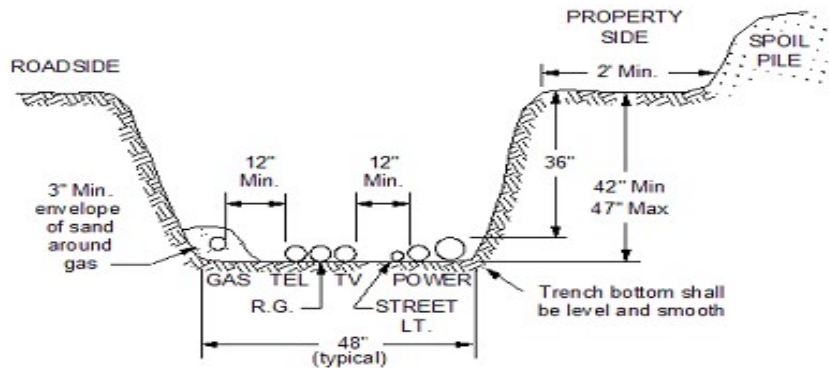 PROPERTY
SIDE
SPOIL
PILE
ROADSIDE
2' Min.
12"
Min.
12"
Min.
36"
42" Min
47" Max
3" Min.
envelope
of sand
around
gas
GAS TEL TV POWER
R.G. STREET
LT.
Trench bottom shall
be level and smooth
48"
(typical)